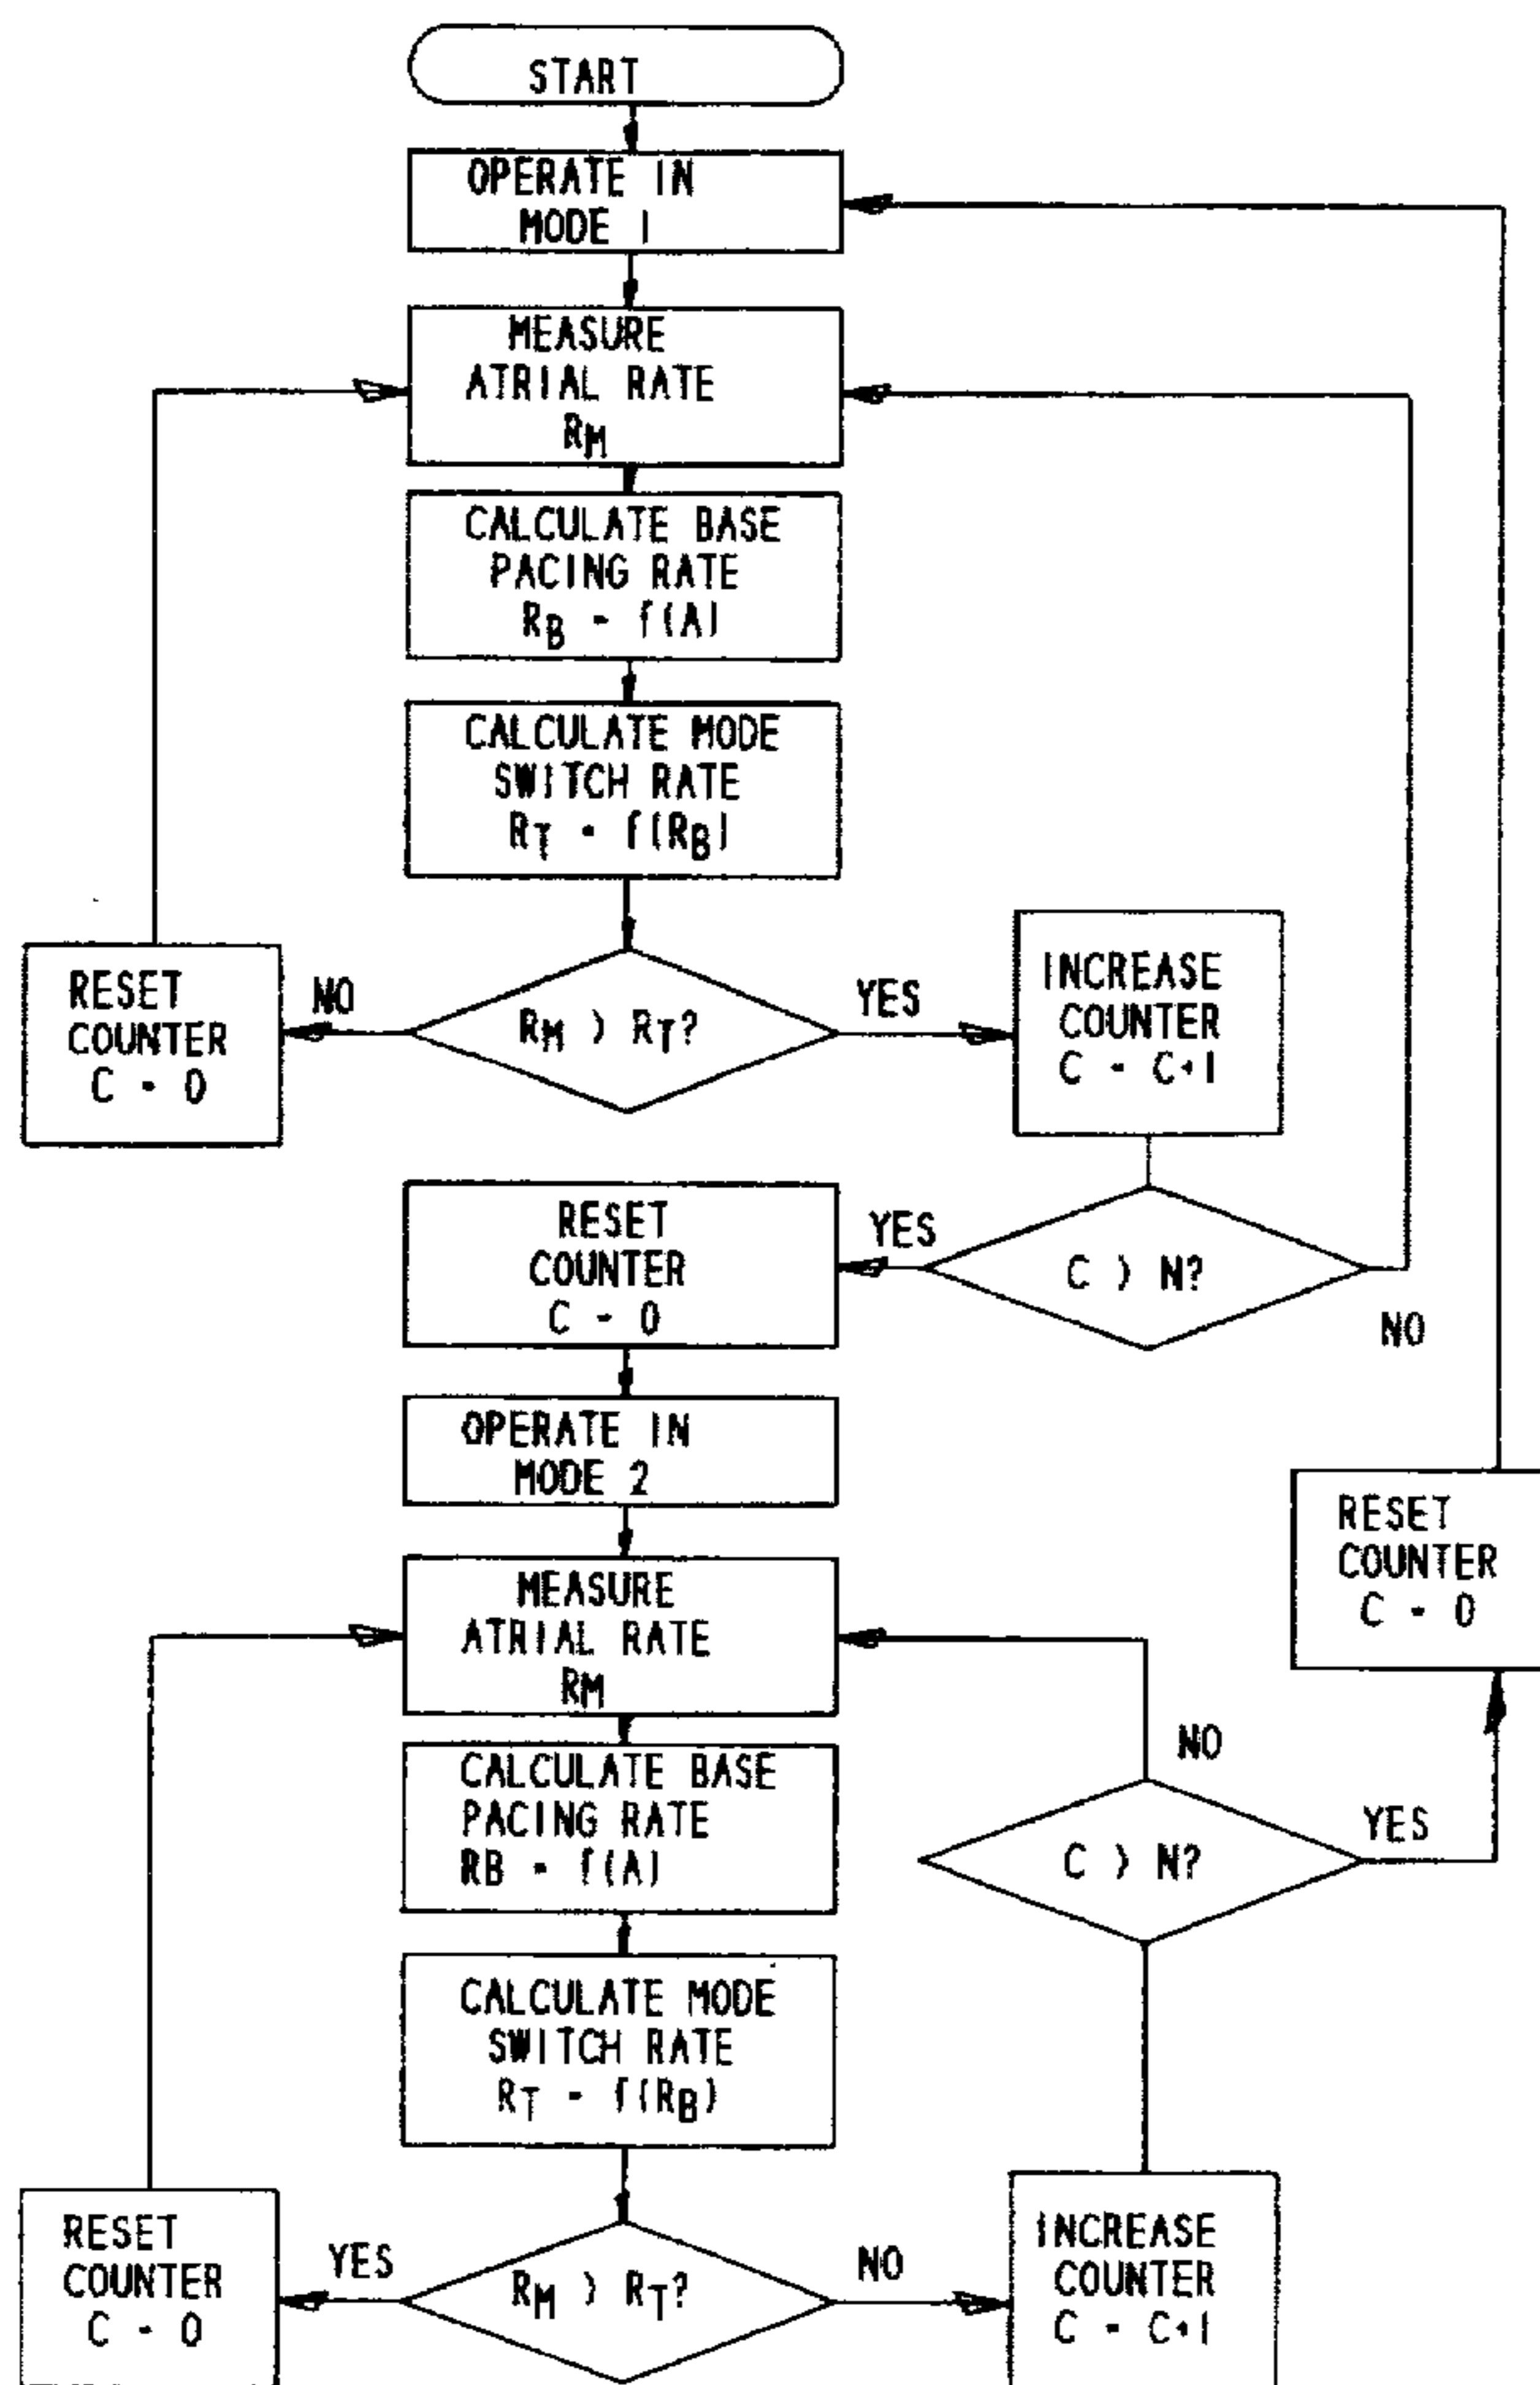 START
OPERATE IN
MODE 1
MEASURE
ATRIAL RATE
RM
CALCULATE BASE
PACING RATE
RB = f(A)
CALCULATE MODE
SWITCH RATE
RT = f(RB)
RESET
COUNTER
C = 0
NO
RM > RT?
YES
INCREASE
COUNTER
C = C+1
RESET
COUNTER
C = 0
YES
C > N?
NO
OPERATE IN
MODE 2
RESET
COUNTER
C = 0
MEASURE
ATRIAL RATE
RM
NO
CALCULATE BASE
PACING RATE
RB = f(A)
C > N?
YES
CALCULATE MODE
SWITCH RATE
RT = f(RB)
RESET
COUNTER
C = 0
YES
RM > RT?
NO
INCREASE
COUNTER
C = C+1